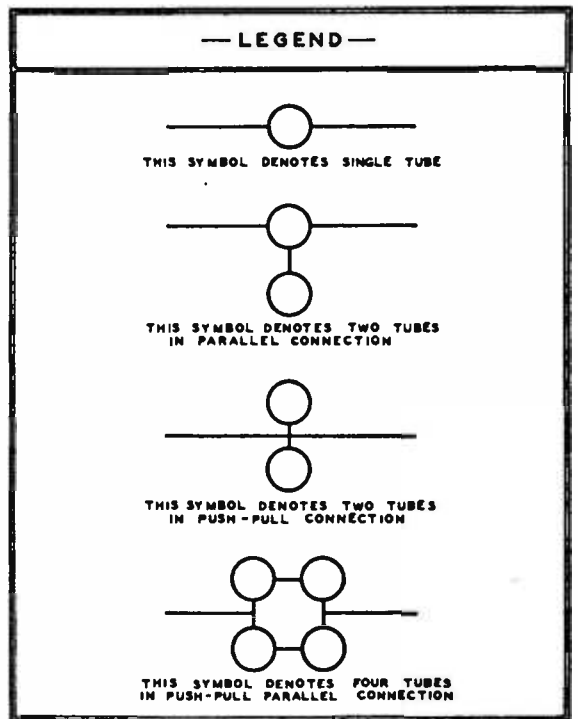 — LEGEND —
THIS SYMBOL DENOTES SINGLE TUBE
THIS SYMBOL DENOTES TWO TUBES
IN PARALLEL CONNECTION
THIS SYMBOL DENOTES TWO TUBES
IN PUSH-PULL CONNECTION
THIS SYMBOL DENOTES FOUR TUBES
IN PUSH-PULL PARALLEL CONNECTION